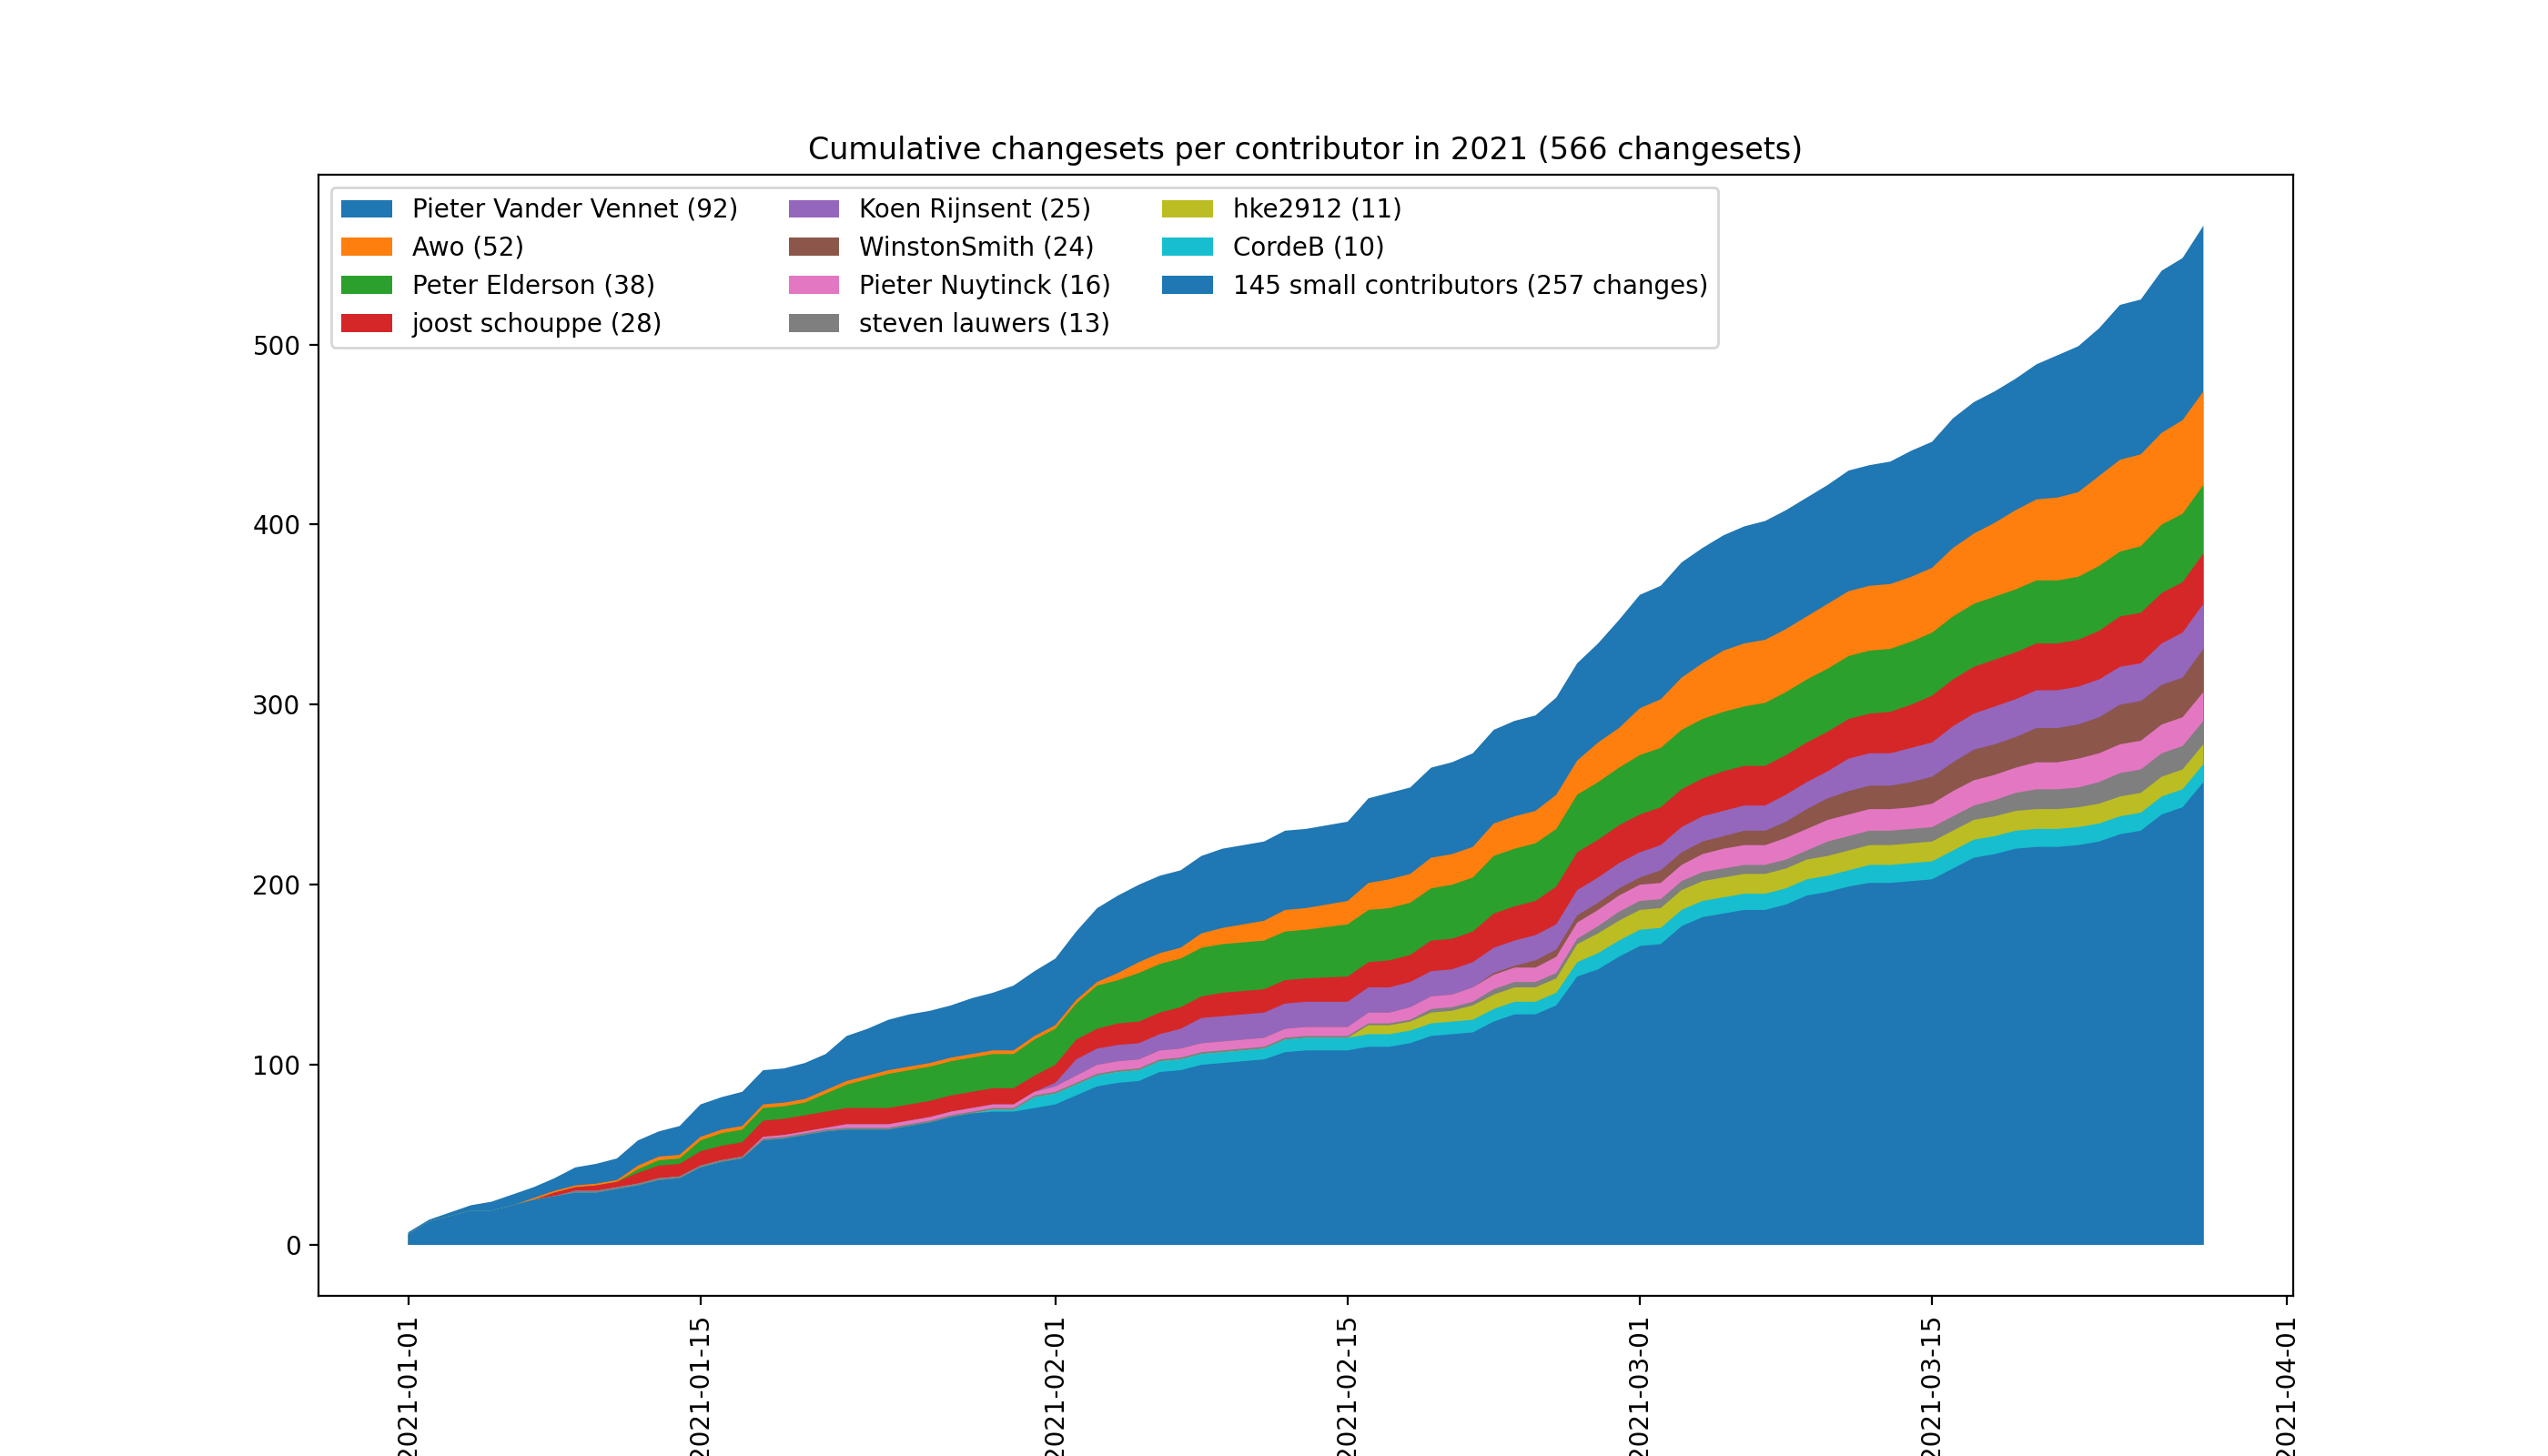 Cumulative changesets per contributor in 2021 (566 changesets)
Pieter Vander Vennet (92)
Awo (52)
Peter Elderson (38)
joost schouppe (28)
Koen Rijnsent (25)
WinstonSmith (24)
Pieter Nuytinck (16)
steven lauwers (13)
hke2912 (11)
CordeB (10)
145 small contributors (257 changes)
500
400
300
200
100
0
2021-01-01
2021-01-15
2021-02-01
2021-02-15
2021-03-01
2021-03-15
2021-04-01